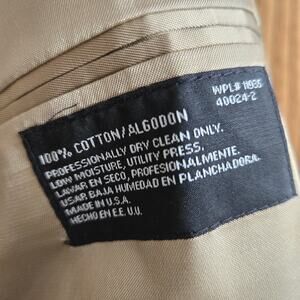 WPL# 11935
40024-2
100% COTTON/ALGODON
PROFESSIONALLY DRY CLEAN ONLY.
LOW MOISTURE, UTILITY PRESS.
LAVAR EN SECO, PROFESIONALMENTE.
USAR BAJA HUMEDAD EN PLANCHADORA.
MADE IN U.S.A.
HECHO EN E.E. U.U.